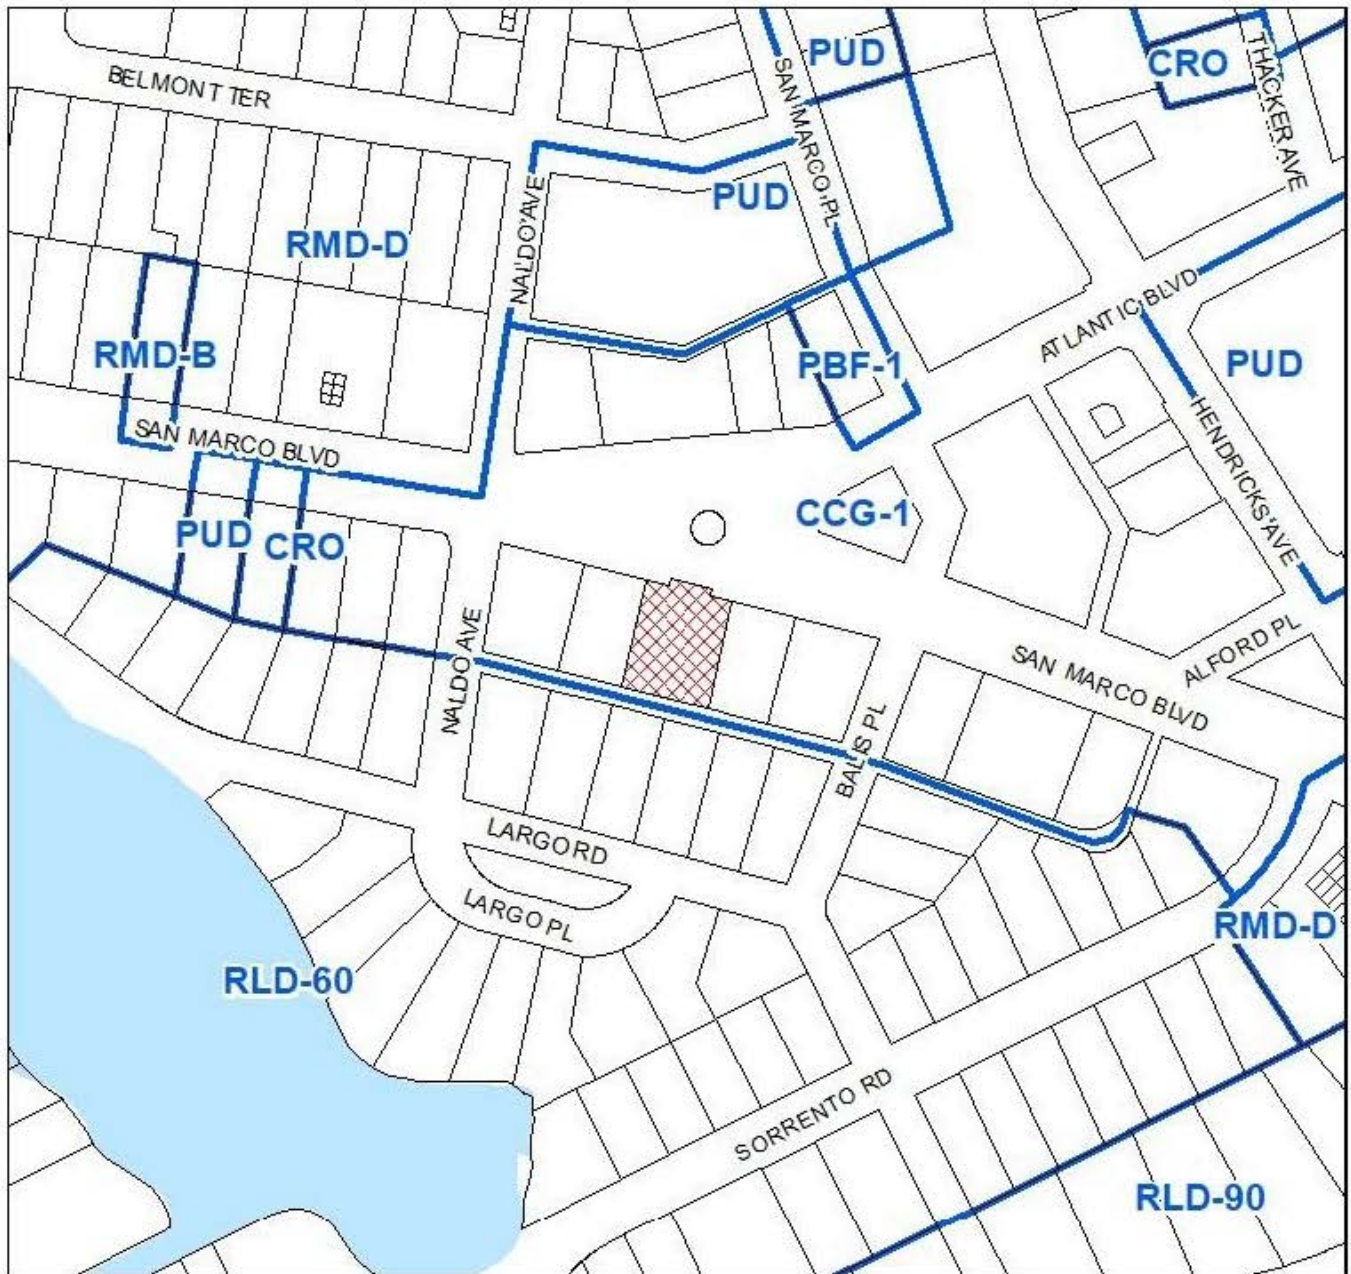 PUD
CRO
THACKER AVE
BELMONT TER
SAN MARCO PL
PUD
NALDO AVE
RMD-D
ATLANTIC BLVD
RMD-B
PBF-1
PUD
SAN MARCO BLVD
HENDRICKS AVE
CCG-1
PUD
CRO
NALDO AVE
ALFORD PL
SAN MARCO BLVD
BALIS PL
LARGO RD
LARGO PL
RMD-D
RLD-60
SORRENTO RD
RLD-90